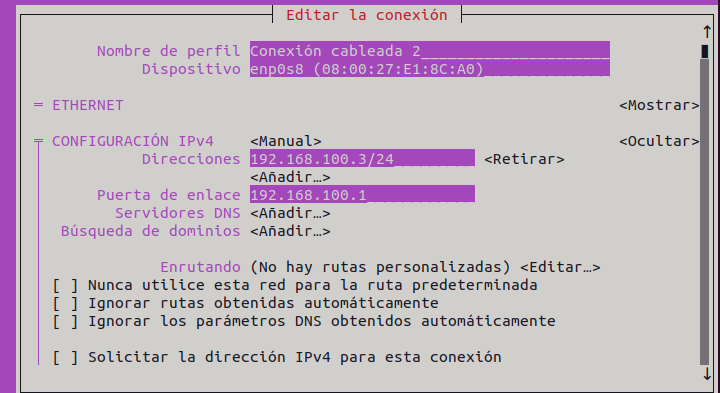 Editar la conexión
Nombre de perfil Conexión cableada 2
Dispositivo enp0s8 (08:00:27:E1:8C:A0)
= ETHERNET <Mostrar>
CONFIGURACIÓN IPv4 <Manual> <Ocultar>
Direcciones 192.168.100.3/24 <Retirar>
<Añadir…>
Puerta de enlace 192.168.100.1
Servidores DNS <Añadir…>
Búsqueda de dominios <Añadir…>
Enrutando (No hay rutas personalizadas) <Editar…>
[ ] Nunca utilice esta red para la ruta predeterminada
[ ] Ignorar rutas obtenidas automáticamente
[ ] Ignorar los parámetros DNS obtenidos automáticamente
[ ] Solicitar la dirección IPv4 para esta conexión